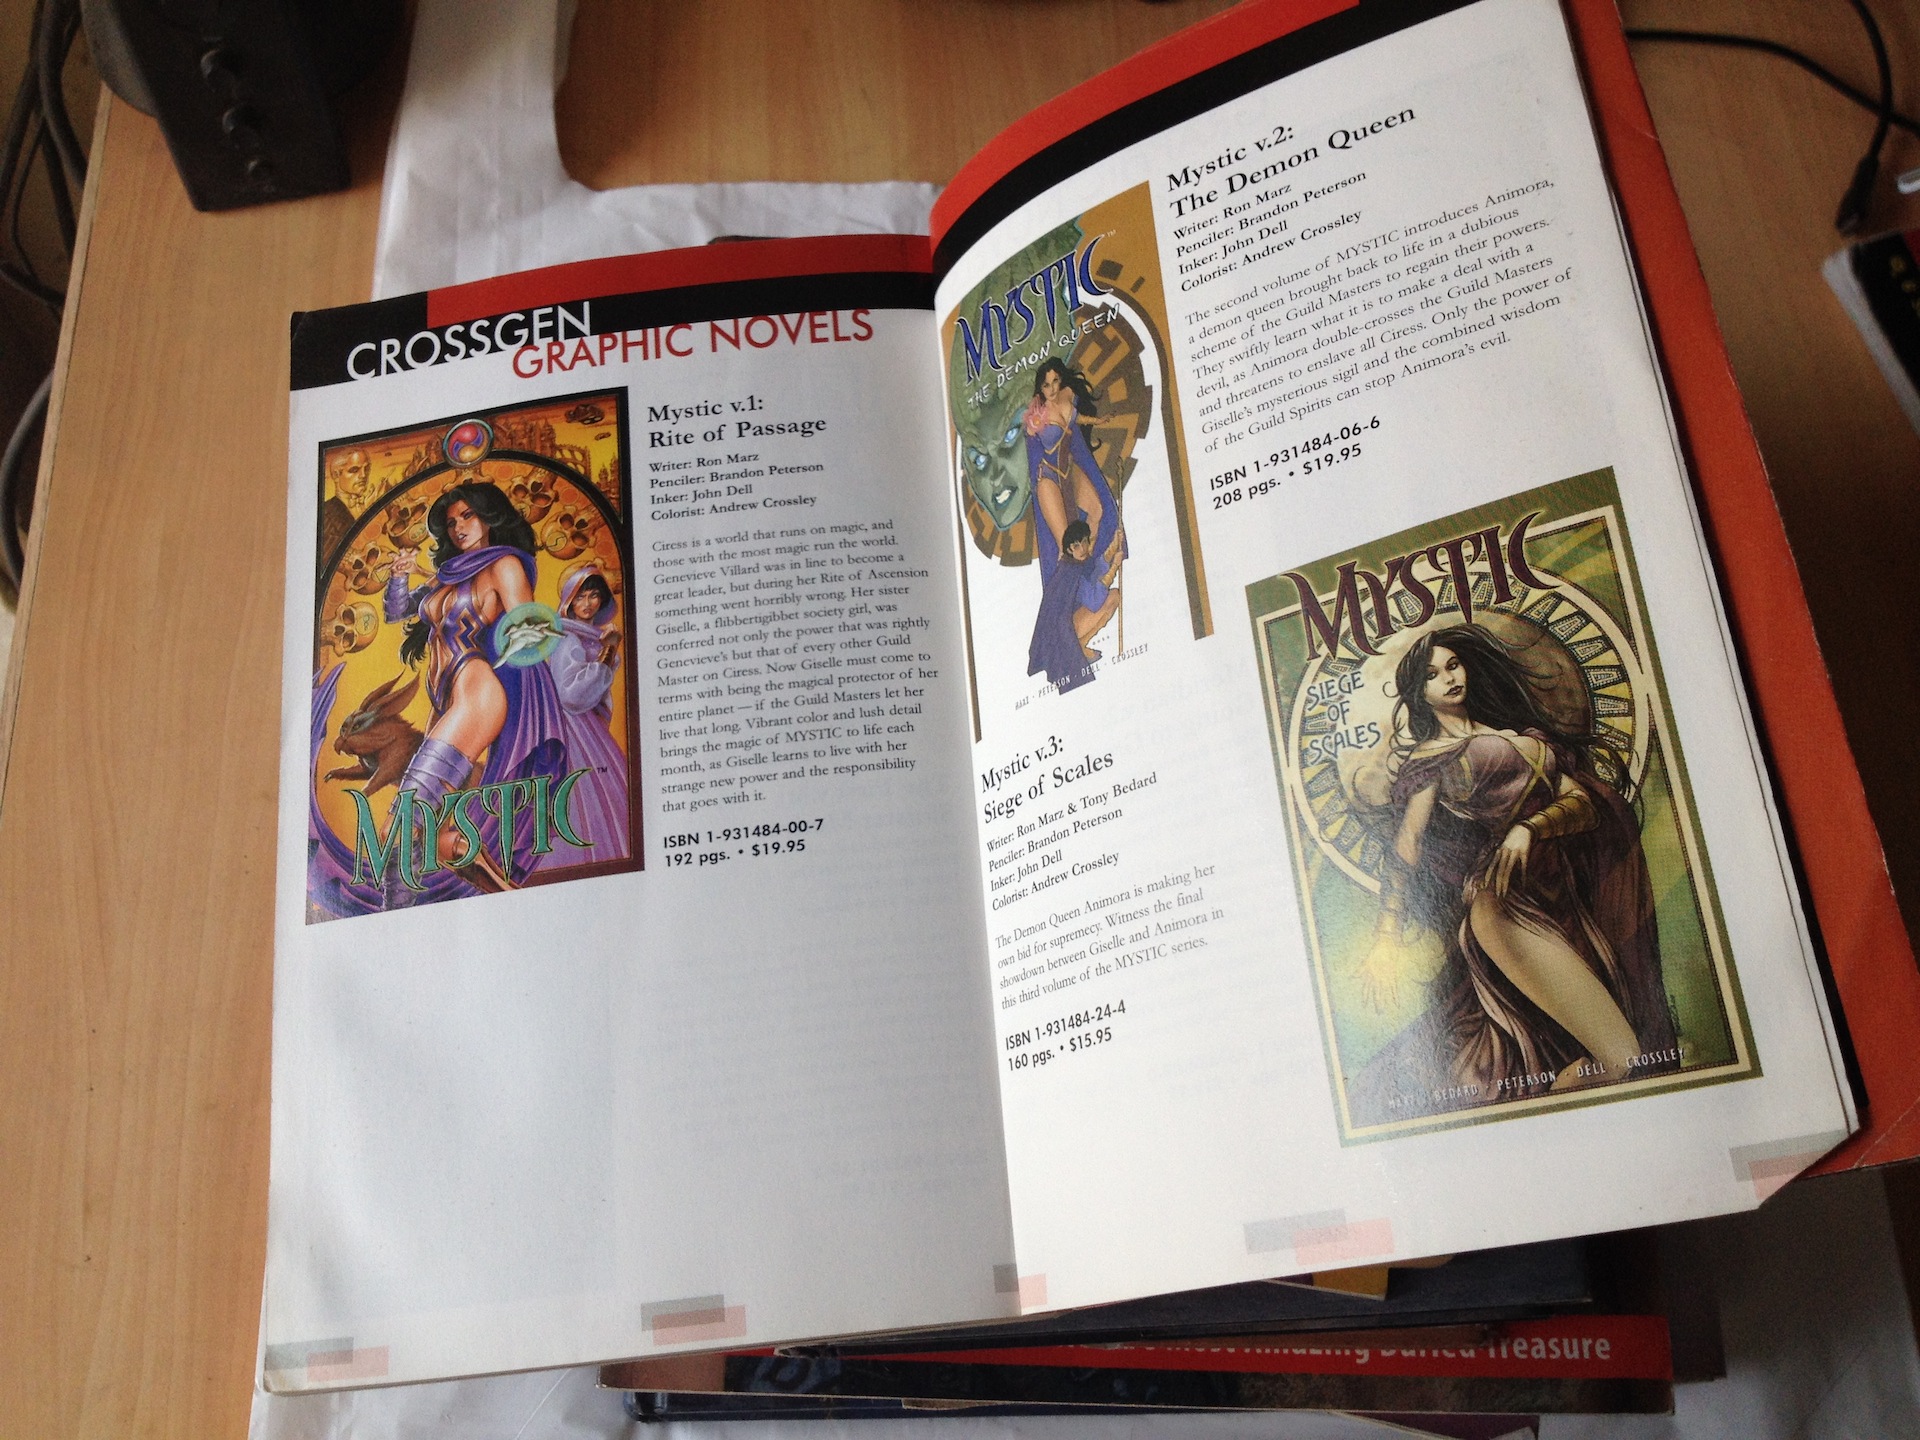 CROSSGEN
GRAPHIC NOVELS
Mystic v.1:
Rite of Passage
Writer: Ron Marz
Penciler: Brandon Peterson
Inker: John Dell
Colorist: Andrew Crossley
Ciress is a world that runs on magic, and
those with the most magic run the world.
Genevieve Villard was in line to become a
great leader, but during her Rite of Ascension
something went horribly wrong. Her sister
Giselle, a flibbertigibbet society girl, was
conferred not only the power that was rightly
Genevieve's but that of every other Guild
Master on Ciress. Now Giselle must come to
terms with being the magical protector of her
entire planet — if the Guild Masters let her
live that long. Vibrant color and lush detail
brings the magic of MYSTIC to life each
month, as Giselle learns to live with her
strange new power and the responsibility
that goes with it.
ISBN 1-931484-00-7
192 pgs. • $19.95
MYSTIC™
Mystic v.2:
The Demon Queen
Writer: Ron Marz
Penciler: Brandon Peterson
Inker: John Dell
Colorist: Andrew Crossley
The second volume of MYSTIC introduces Animora,
a demon queen brought back to life in a dubious
scheme of the Guild Masters to regain their powers.
They swiftly learn what it is to make a deal with a
devil, as Animora double-crosses the Guild Masters
and threatens to enslave all Ciress. Only the power of
Giselle's mysterious sigil and the combined wisdom
of the Guild Spirits can stop Animora's evil.
ISBN 1-931484-06-6
208 pgs. • $19.95
MYSTIC™
THE DEMON QUEEN
MARZ · PETERSON · DELL · CROSSLEY
Mystic v.3:
Siege of Scales
Writer: Ron Marz & Tony Bedard
Penciler: Brandon Peterson
Inker: John Dell
Colorist: Andrew Crossley
The Demon Queen Animora is making her
own bid for supremecy. Witness the final
showdown between Giselle and Animora in
this third volume of the MYSTIC series.
ISBN 1-931484-24-4
160 pgs. • $15.95
MYSTIC
SIEGE
OF
SCALES
MARZ · BEDARD · PETERSON · DELL · CROSSLEY
Most Amazing Buried Treasure